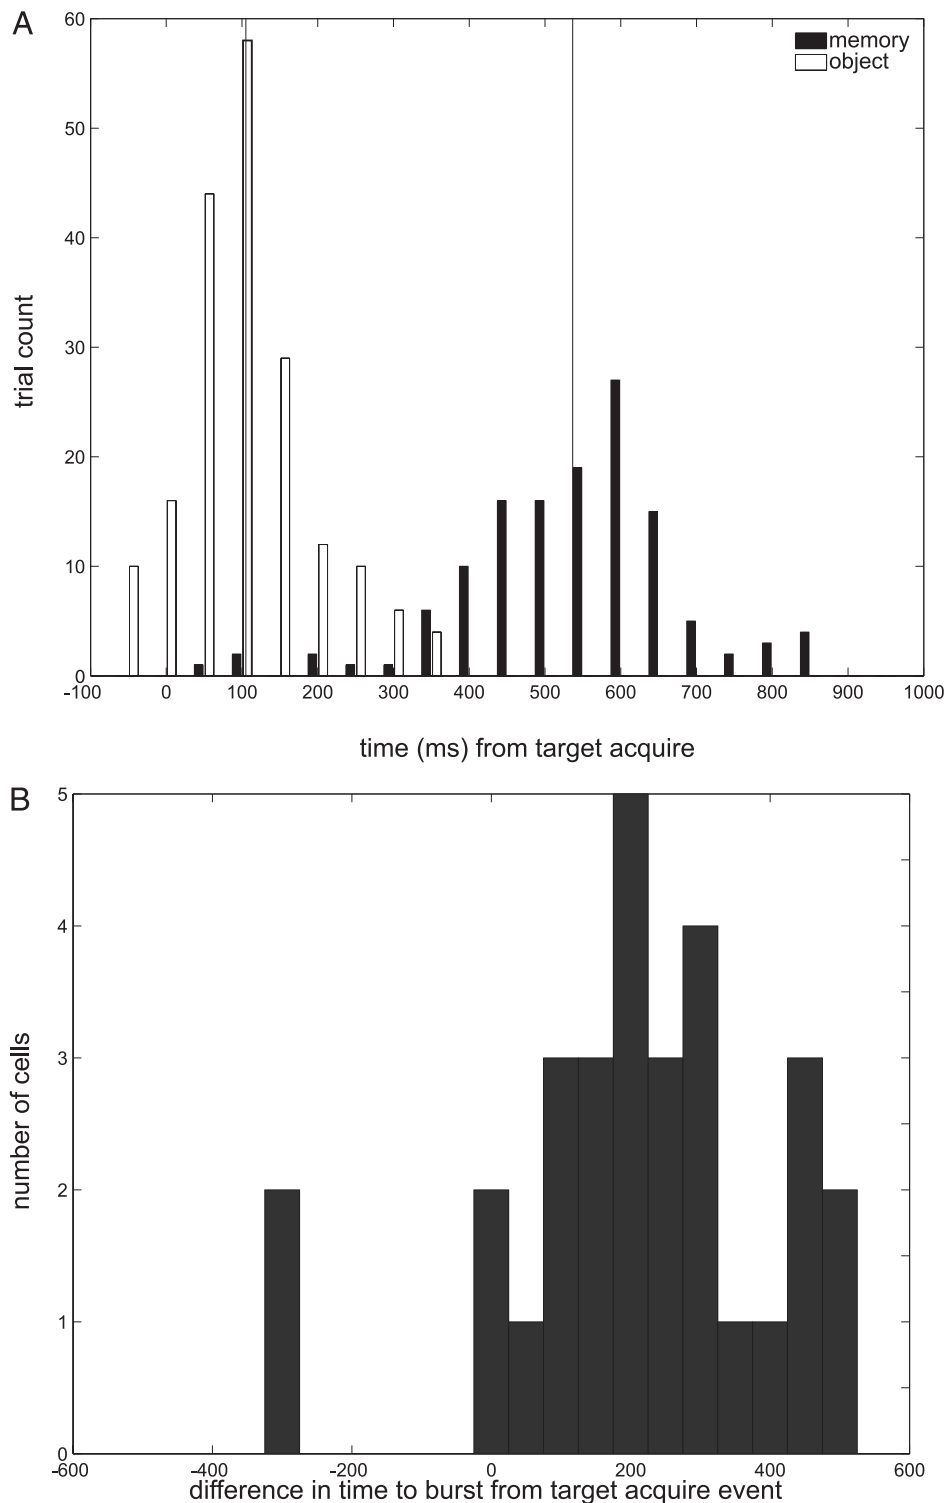 A
60
memory
object
50
40
30
20
10
0
trial count
-100 0 100 200 300 400 500 600 700 800 900 1000
time (ms) from target acquire
B
5
4
3
2
1
0
number of cells
-600 -400 -200 0 200 400 600
difference in time to burst from target acquire event